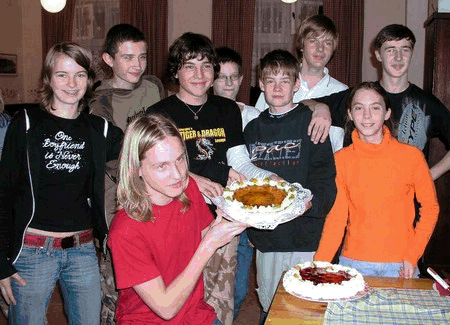 One
Boyfriend
is Never
Enough
TIGER
DRAGON